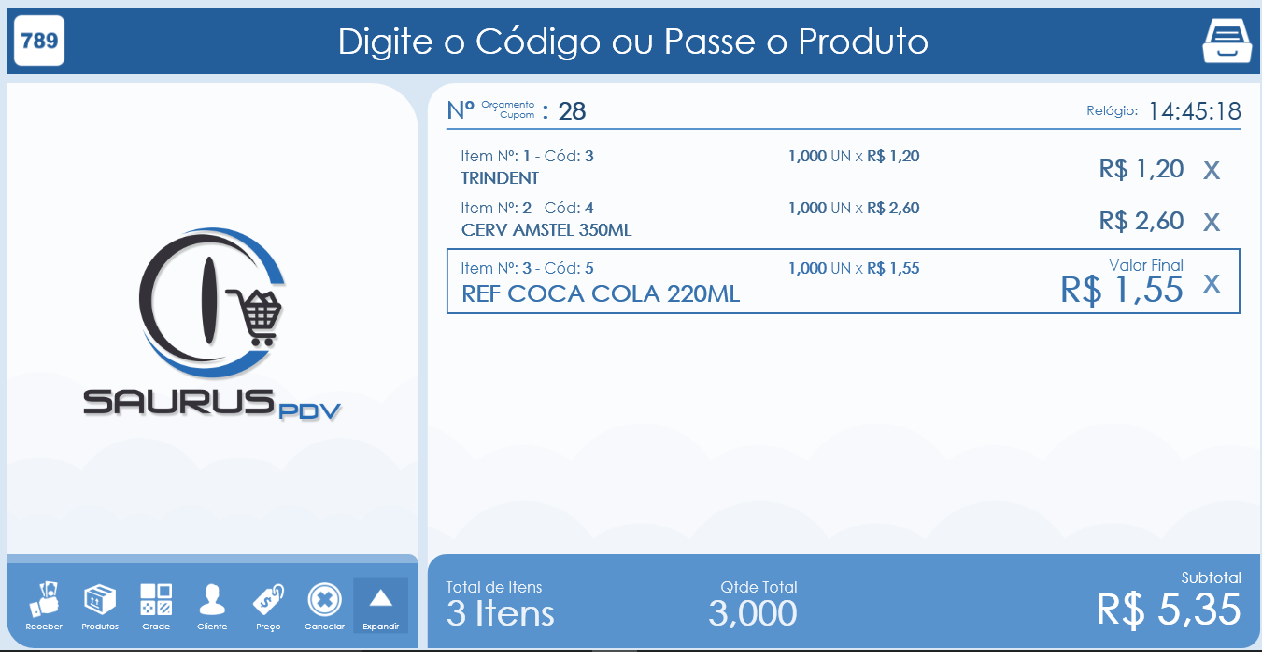 789
Digite o Código ou Passe o Produto
Nº Orçamento Cupom : 28
Relógio: 14:45:18
Item Nº: 1 - Cód: 3 1,000 UN x R$ 1,20
TRINDENT
R$ 1,20 X
Item Nº: 2 - Cód: 4 1,000 UN x R$ 2,60
CERV AMSTEL 350ML
R$ 2,60 X
Item Nº: 3 - Cód: 5 1,000 UN x R$ 1,55
REF COCA COLA 220ML
Valor Final
R$ 1,55 X
SAURUS PDV
Receber Produtos Grade Cliente Preço Cancelar Expandir
Total de Itens
3 Itens
Qtde Total
3,000
Subtotal
R$ 5,35